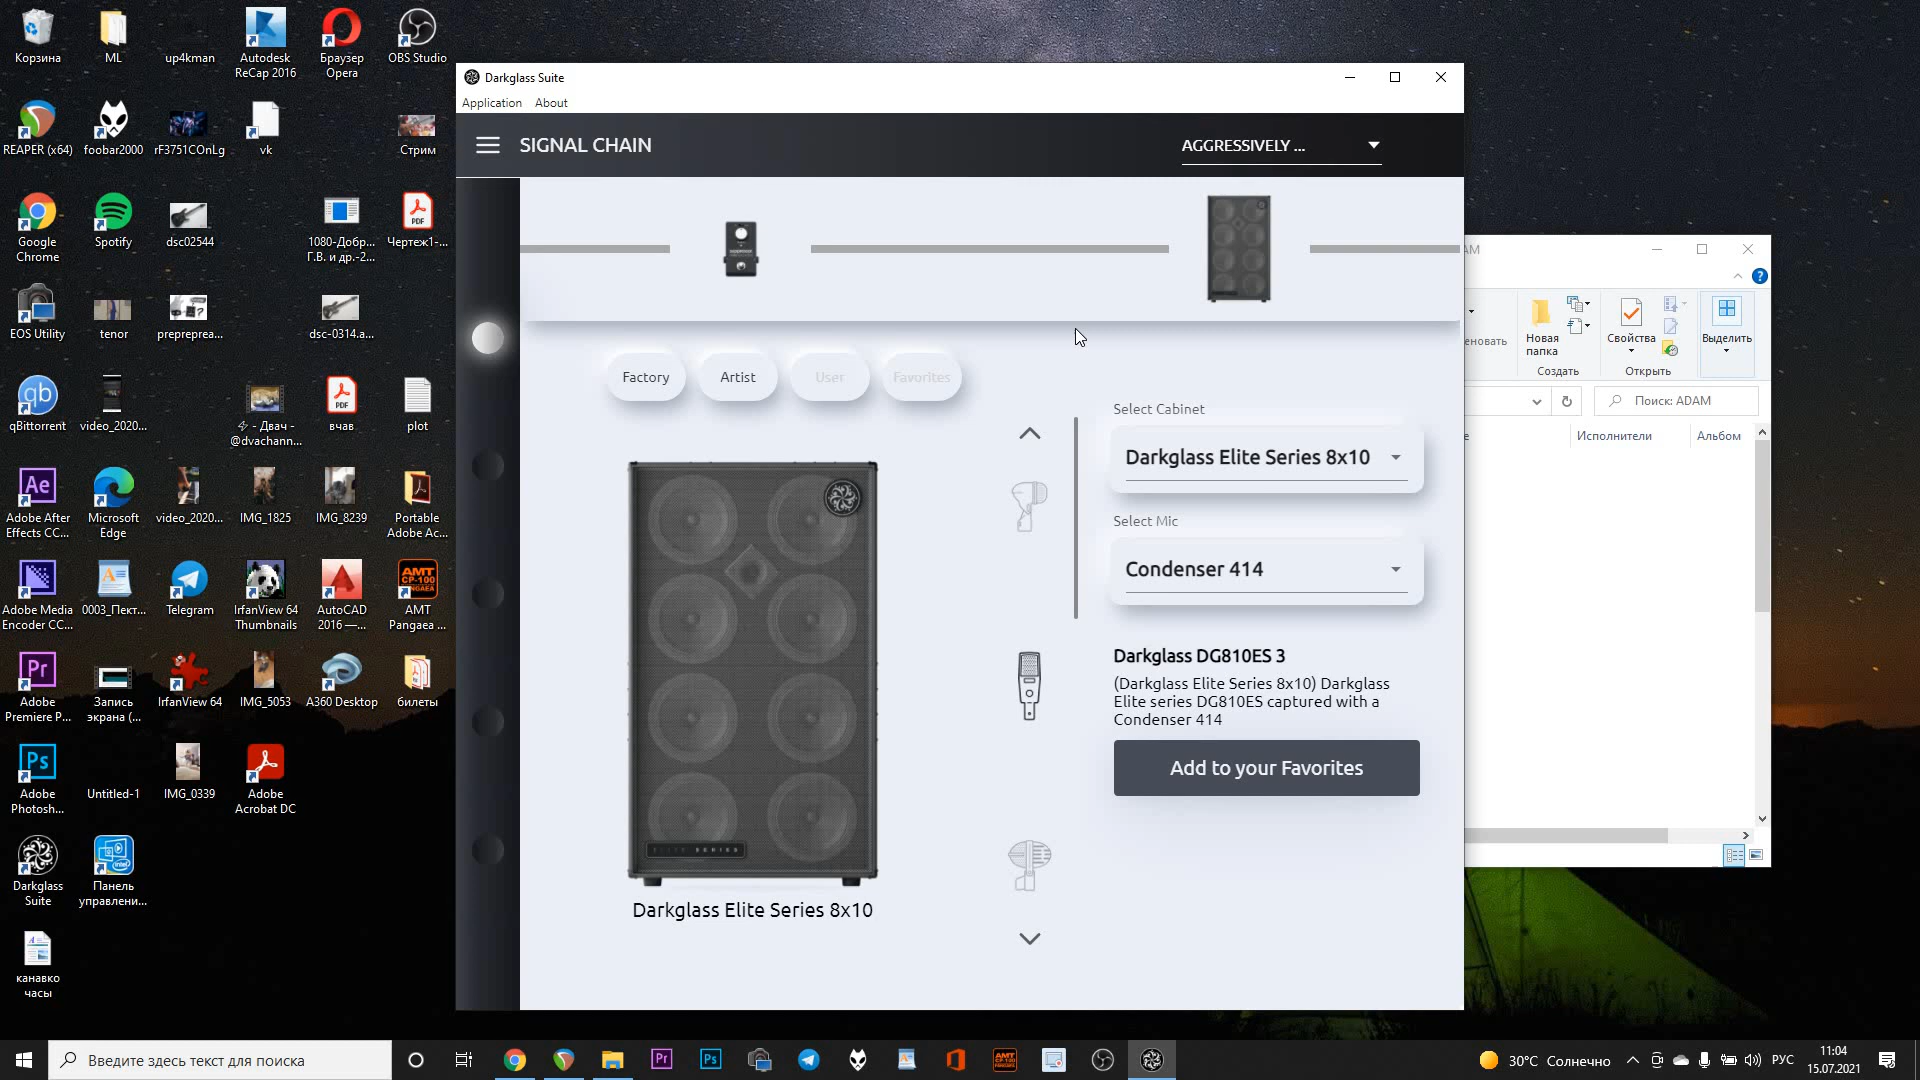 Корзина
ML
up4kman
Autodesk
ReCap 2016
Браузер
Opera
OBS Studio
REAPER (x64)
foobar2000
rF3751COnLg
vk
Стрим
Google
Chrome
Spotify
dsc02544
1080-Добр...
Г.В. и др.-2...
Чертеж1-...
EOS Utility
tenor
preprepreа...
dsc-0314.a...
qBittorrent
video_2020...
⚡ - Двач -
@dvachann...
вчав
plot
Adobe After
Effects CC...
Microsoft
Edge
video_2020...
IMG_1825
IMG_8239
Portable
Adobe Ac...
Adobe Media
Encoder CC...
0003_Пект...
Telegram
IrfanView 64
Thumbnails
AutoCAD
2016 —...
AMT
Pangaea ...
Adobe
Premiere P...
Запись
экрана (...
IrfanView 64
IMG_5053
A360 Desktop
билеты
Adobe
Photosh...
Untitled-1
IMG_0339
Adobe
Acrobat DC
Darkglass
Suite
Панель
управлени...
канавко
часы
Darkglass Suite
Application
About
SIGNAL CHAIN
AGGRESSIVELY ...
Factory
Artist
User
Favorites
ELITE SERIES
Darkglass Elite Series 8x10
Select Cabinet
Darkglass Elite Series 8x10
Select Mic
Condenser 414
Darkglass DG810ES 3
(Darkglass Elite Series 8x10) Darkglass
Elite series DG810ES captured with a
Condenser 414
Add to your Favorites
AM
еновать
Новая
папка
Создать
Свойства
Открыть
Выделить
Поиск: ADAM
е
Исполнители
Альбом
Введите здесь текст для поиска
30°C Солнечно
РУС
11:04
15.07.2021